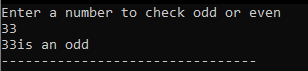 Enter a number to check odd or even
33
33is an odd
--------------------------------